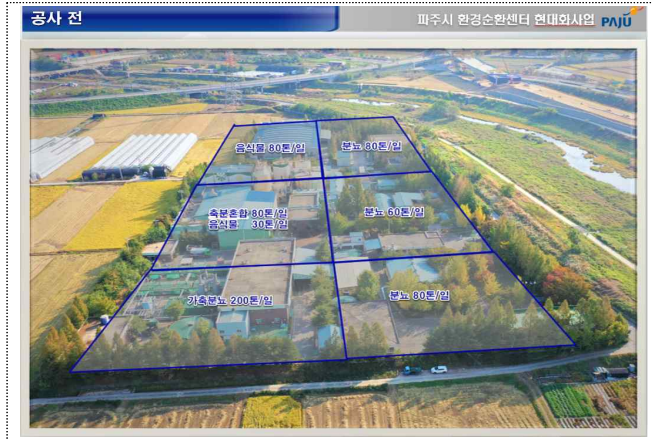 공사 전
파주시 환경순환센터 현대화사업 PAJU
음식물 80톤/일
분뇨 80톤/일
축분혼합 80톤/일
음식물 30톤/일
분뇨 60톤/일
가축분뇨 200톤/일
분뇨 80톤/일